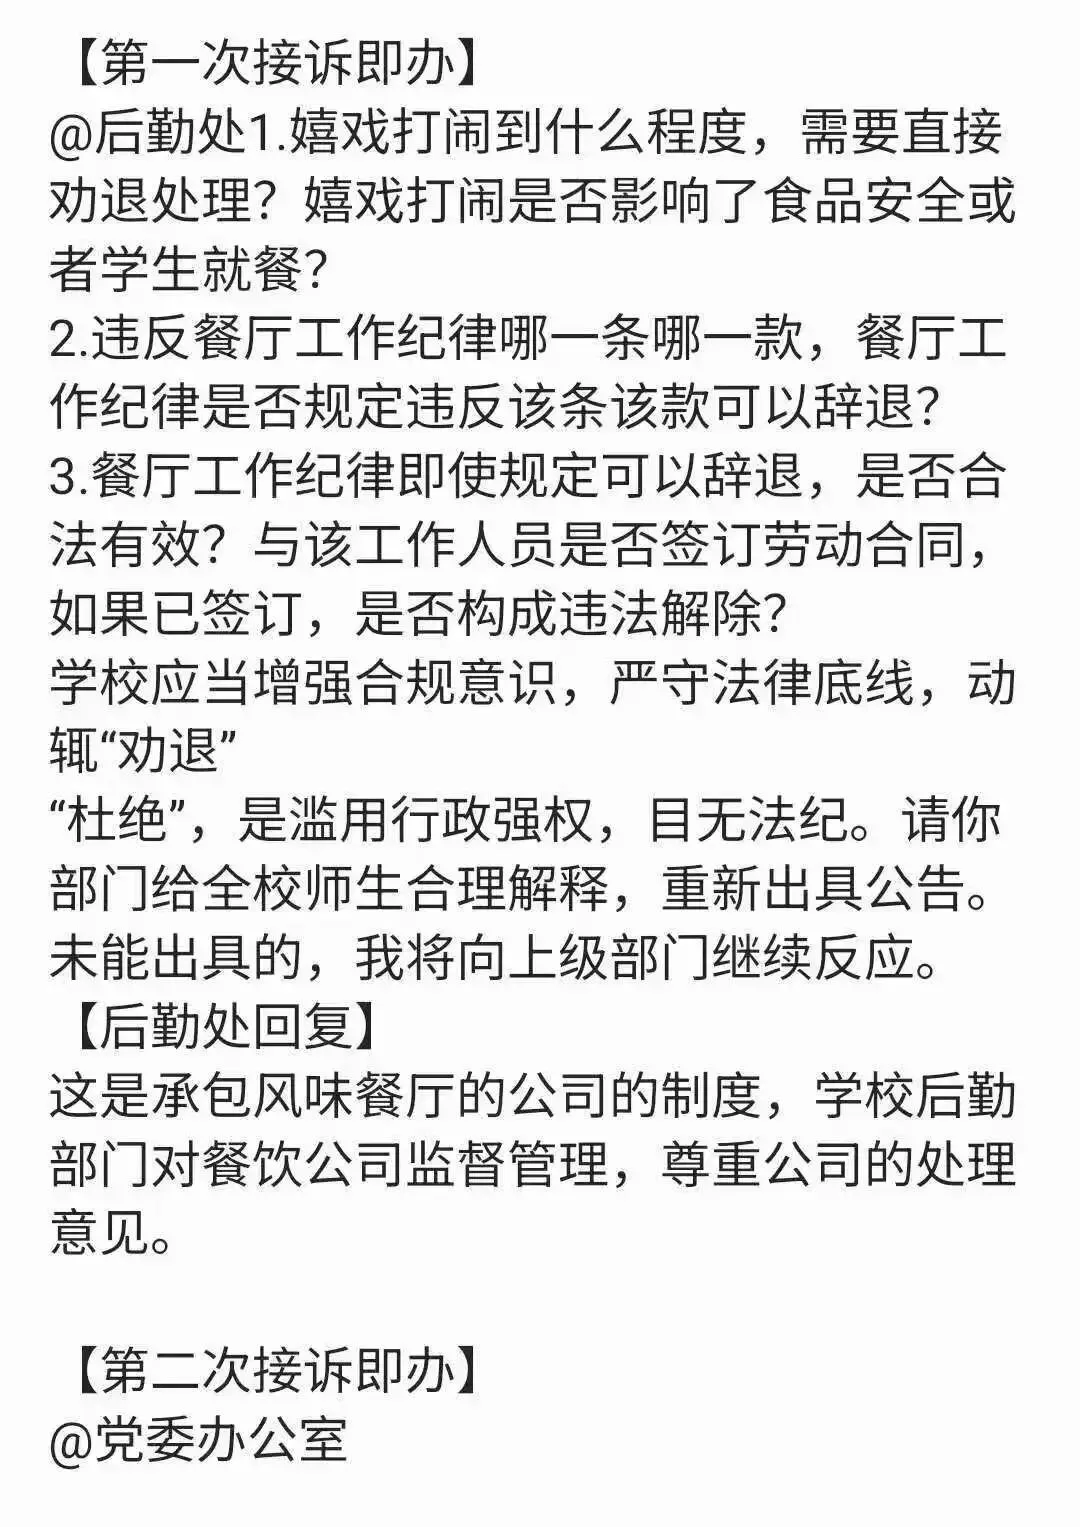 【第一次接诉即办】
@后勤处1.嬉戏打闹到什么程度，需要直接
劝退处理？嬉戏打闹是否影响了食品安全或
者学生就餐？
2.违反餐厅工作纪律哪一条哪一款，餐厅工
作纪律是否规定违反该条该款可以辞退？
3.餐厅工作纪律即使规定可以辞退，是否合
法有效？与该工作人员是否签订劳动合同，
如果已签订，是否构成违法解除？
学校应当增强合规意识，严守法律底线，动
辄“劝退”
“杜绝”，是滥用行政强权，目无法纪。请你
部门给全校师生合理解释，重新出具公告。
未能出具的，我将向上级部门继续反应。
【后勤处回复】
这是承包风味餐厅的公司的制度，学校后勤
部门对餐饮公司监督管理，尊重公司的处理
意见。
【第二次接诉即办】
@党委办公室